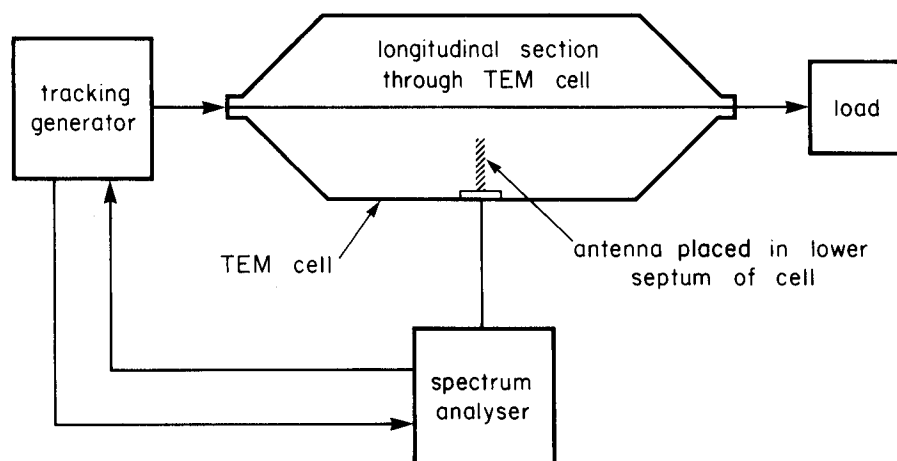 longitudinal section
through TEM cell
tracking
generator
load
TEM cell
antenna placed in lower
septum of cell
spectrum
analyser